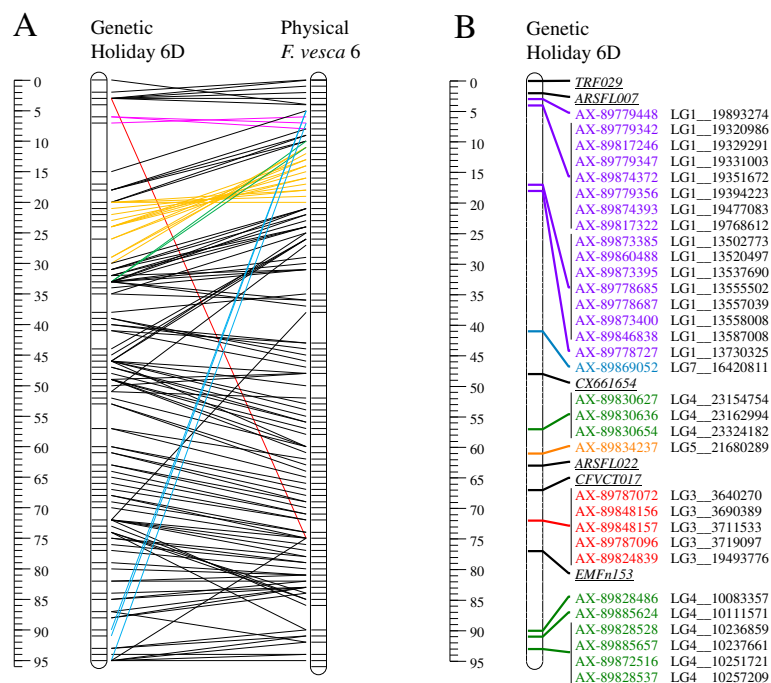 A
Genetic
Holiday 6D
Physical
F. vesca 6
0
5
10
15
20
25
30
35
40
45
50
55
60
65
70
75
80
85
90
95
B
Genetic
Holiday 6D
0
5
10
15
20
25
30
35
40
45
50
55
60
65
70
75
80
85
90
95
TRF029
ARSFL007
AX-89779448 LG1__19893274
AX-89779342 LG1__19320986
AX-89817246 LG1__19329291
AX-89779347 LG1__19331003
AX-89874372 LG1__19351672
AX-89779356 LG1__19394223
AX-89874393 LG1__19477083
AX-89817322 LG1__19768612
AX-89873385 LG1__13502773
AX-89860488 LG1__13520497
AX-89873395 LG1__13537690
AX-89778685 LG1__13555502
AX-89778687 LG1__13557039
AX-89873400 LG1__13558008
AX-89846838 LG1__13587008
AX-89778727 LG1__13730325
AX-89869052 LG7__16420811
CX661654
AX-89830627 LG4__23154754
AX-89830636 LG4__23162994
AX-89830654 LG4__23324182
AX-89834237 LG5__21680289
ARSFL022
CFVCT017
AX-89787072 LG3__3640270
AX-89848156 LG3__3690389
AX-89848157 LG3__3711533
AX-89787096 LG3__3719097
AX-89824839 LG3__19493776
EMFn153
AX-89828486 LG4__10083357
AX-89885624 LG4__10111571
AX-89828528 LG4__10236859
AX-89885657 LG4__10237661
AX-89872516 LG4__10251721
AX-89828537 LG4__10257209